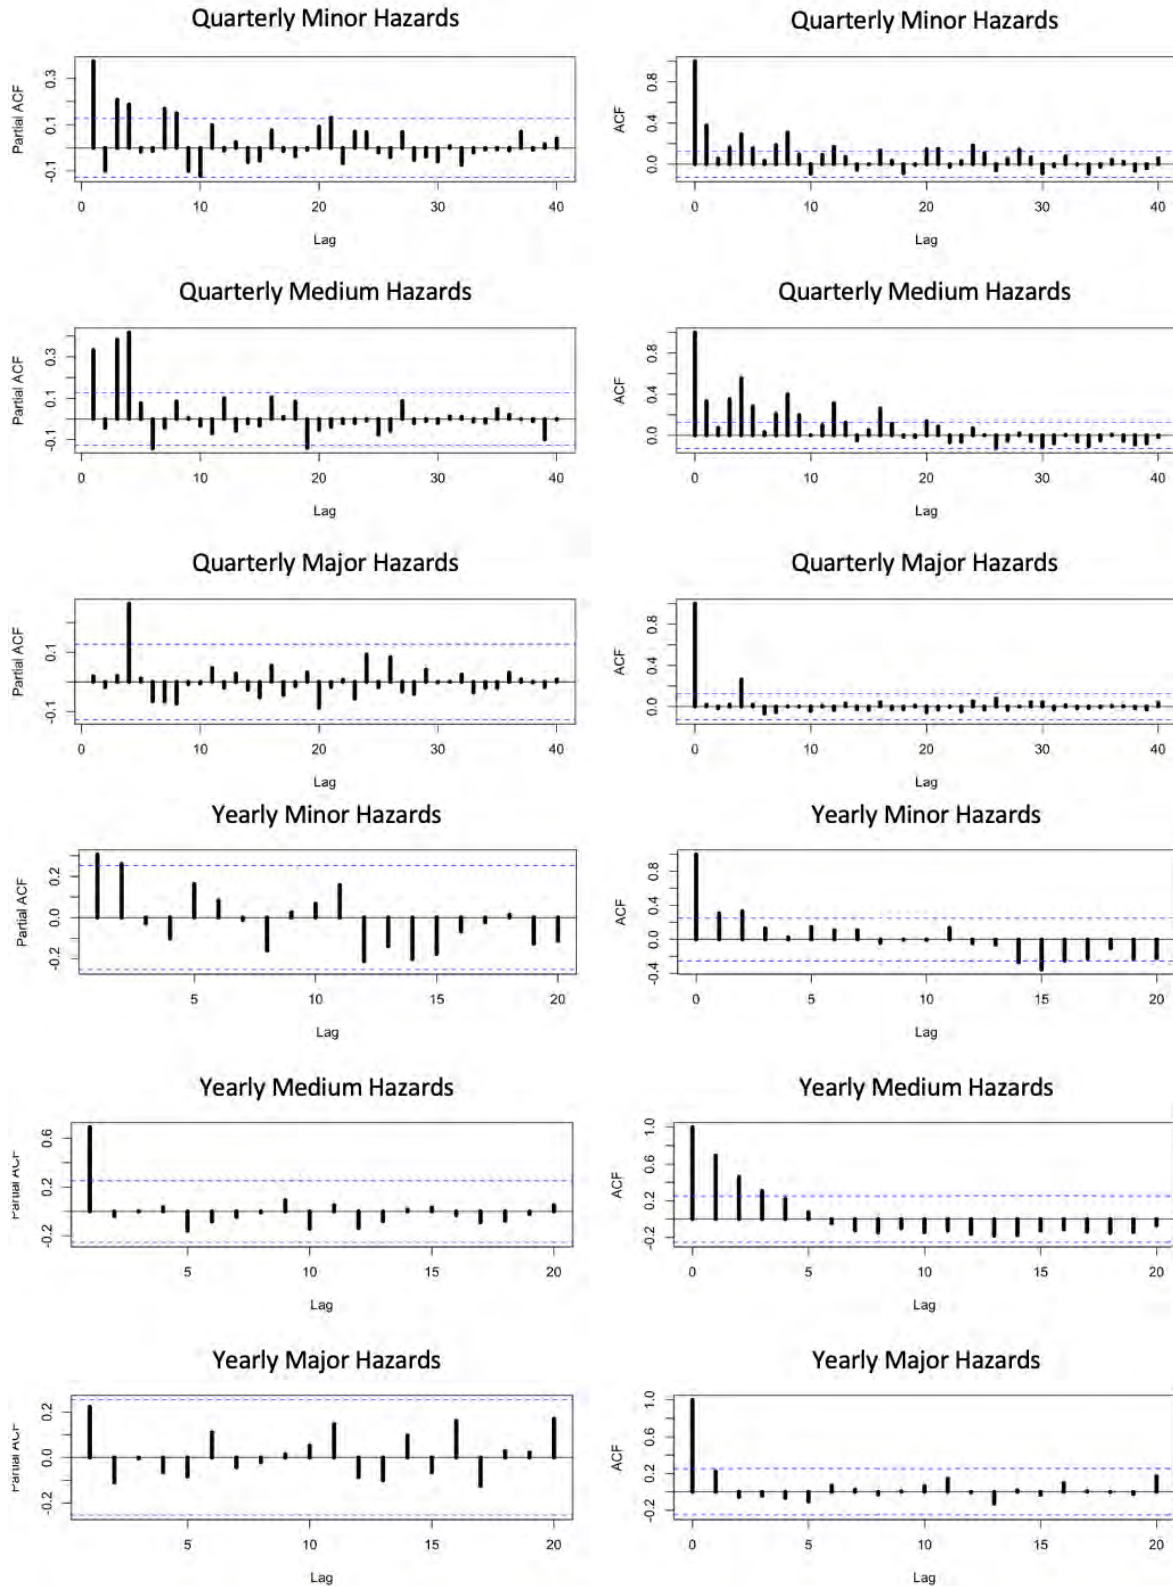 Quarterly Minor Hazards
Quarterly Minor Hazards
Partial ACF
0.3
0.1
-0.1
0 10 20 30 40
Lag
ACF
0.8
0.4
0.0
0 10 20 30 40
Lag
Quarterly Medium Hazards
Quarterly Medium Hazards
Partial ACF
0.3
0.1
-0.1
0 10 20 30 40
Lag
ACF
0.8
0.4
0.0
0 10 20 30 40
Lag
Quarterly Major Hazards
Quarterly Major Hazards
Partial ACF
0.1
-0.1
0 10 20 30 40
Lag
ACF
0.8
0.4
0.0
0 10 20 30 40
Lag
Yearly Minor Hazards
Yearly Minor Hazards
Partial ACF
0.2
0.0
-0.2
5 10 15 20
Lag
ACF
0.8
0.4
0.0
-0.4
0 5 10 15 20
Lag
Yearly Medium Hazards
Yearly Medium Hazards
Partial ACF
0.6
0.2
-0.2
5 10 15 20
Lag
ACF
1.0
0.6
0.2
-0.2
0 5 10 15 20
Lag
Yearly Major Hazards
Yearly Major Hazards
Partial ACF
0.2
0.0
-0.2
5 10 15 20
Lag
ACF
1.0
0.6
0.2
-0.2
0 5 10 15 20
Lag